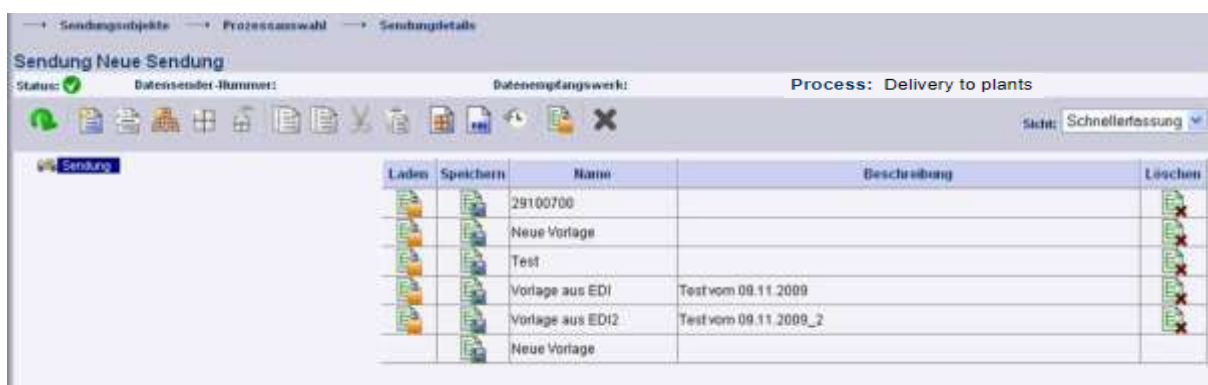 Sendungsobjekte Prozessauswahl Sendungdetails
Sendung Neue Sendung
Status: Datensender-Nummer: Datenempfangswerk: Process: Delivery to plants
Sicht: Schnellerfassung
Sendung
Laden Speichern Name Beschreibung Löschen
29100700
Neue Vorlage
Test
Vorlage aus EDI Test vom 09.11.2009
Vorlage aus EDI2 Test vom 09.11.2009_2
Neue Vorlage